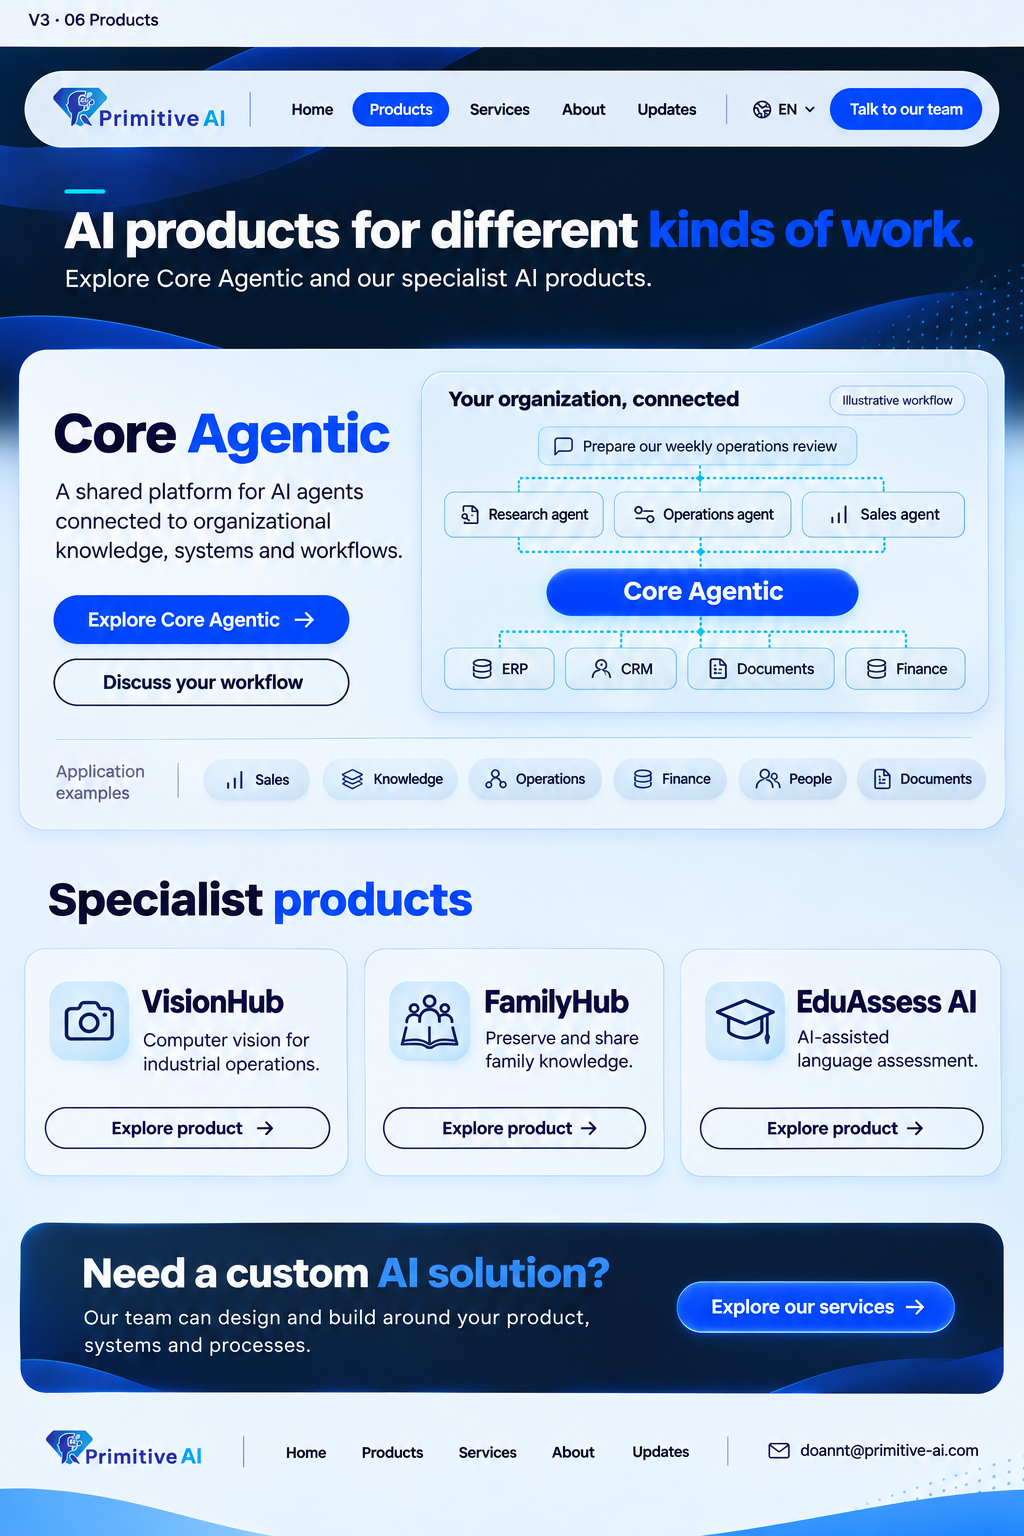 V3 · 06 Products
Primitive AI
Home
Products
Services
About
Updates
EN
Talk to our team
AI products for different kinds of work.
Explore Core Agentic and our specialist AI products.
Core Agentic
A shared platform for AI agents
connected to organizational
knowledge, systems and workflows.
Explore Core Agentic →
Discuss your workflow
Your organization, connected
Illustrative workflow
Prepare our weekly operations review
Research agent
Operations agent
Sales agent
Core Agentic
ERP
CRM
Documents
Finance
Application
examples
Sales
Knowledge
Operations
Finance
People
Documents
Specialist products
VisionHub
Computer vision for
industrial operations.
Explore product →
FamilyHub
Preserve and share
family knowledge.
Explore product →
EduAssess AI
AI-assisted
language assessment.
Explore product →
Need a custom AI solution?
Our team can design and build around your product,
systems and processes.
Explore our services →
Primitive AI
Home
Products
Services
About
Updates
doannt@primitive-ai.com